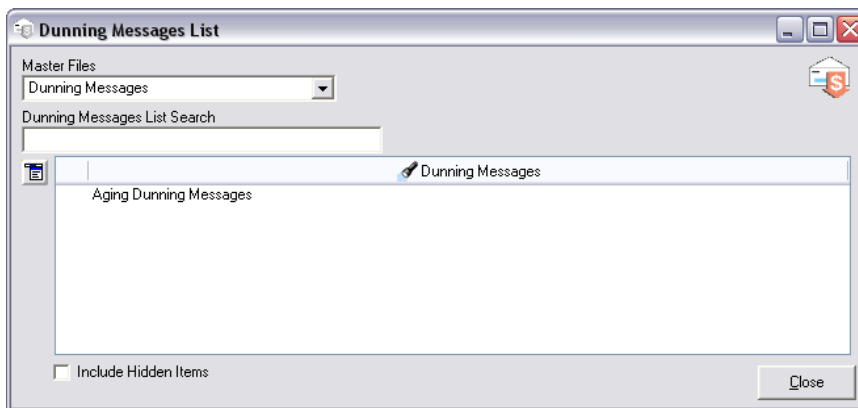 Dunning Messages List
Master Files
Dunning Messages
Dunning Messages List Search
Dunning Messages
Aging Dunning Messages
Include Hidden Items
Close